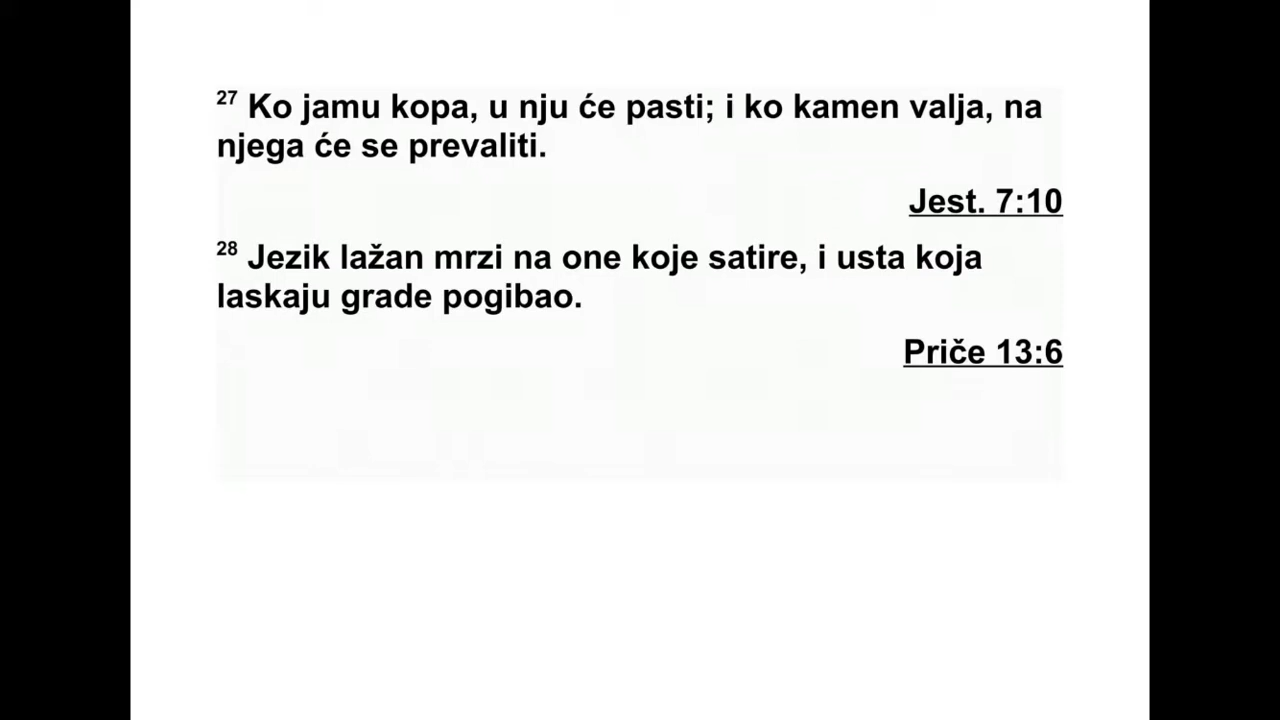 27 Ko jamu kopa, u nju će pasti; i ko kamen valja, na
njega će se prevaliti.
Jest. 7:10
28 Jezik lažan mrzi na one koje satire, i usta koja
laskaju grade pogibao.
Priče 13:6